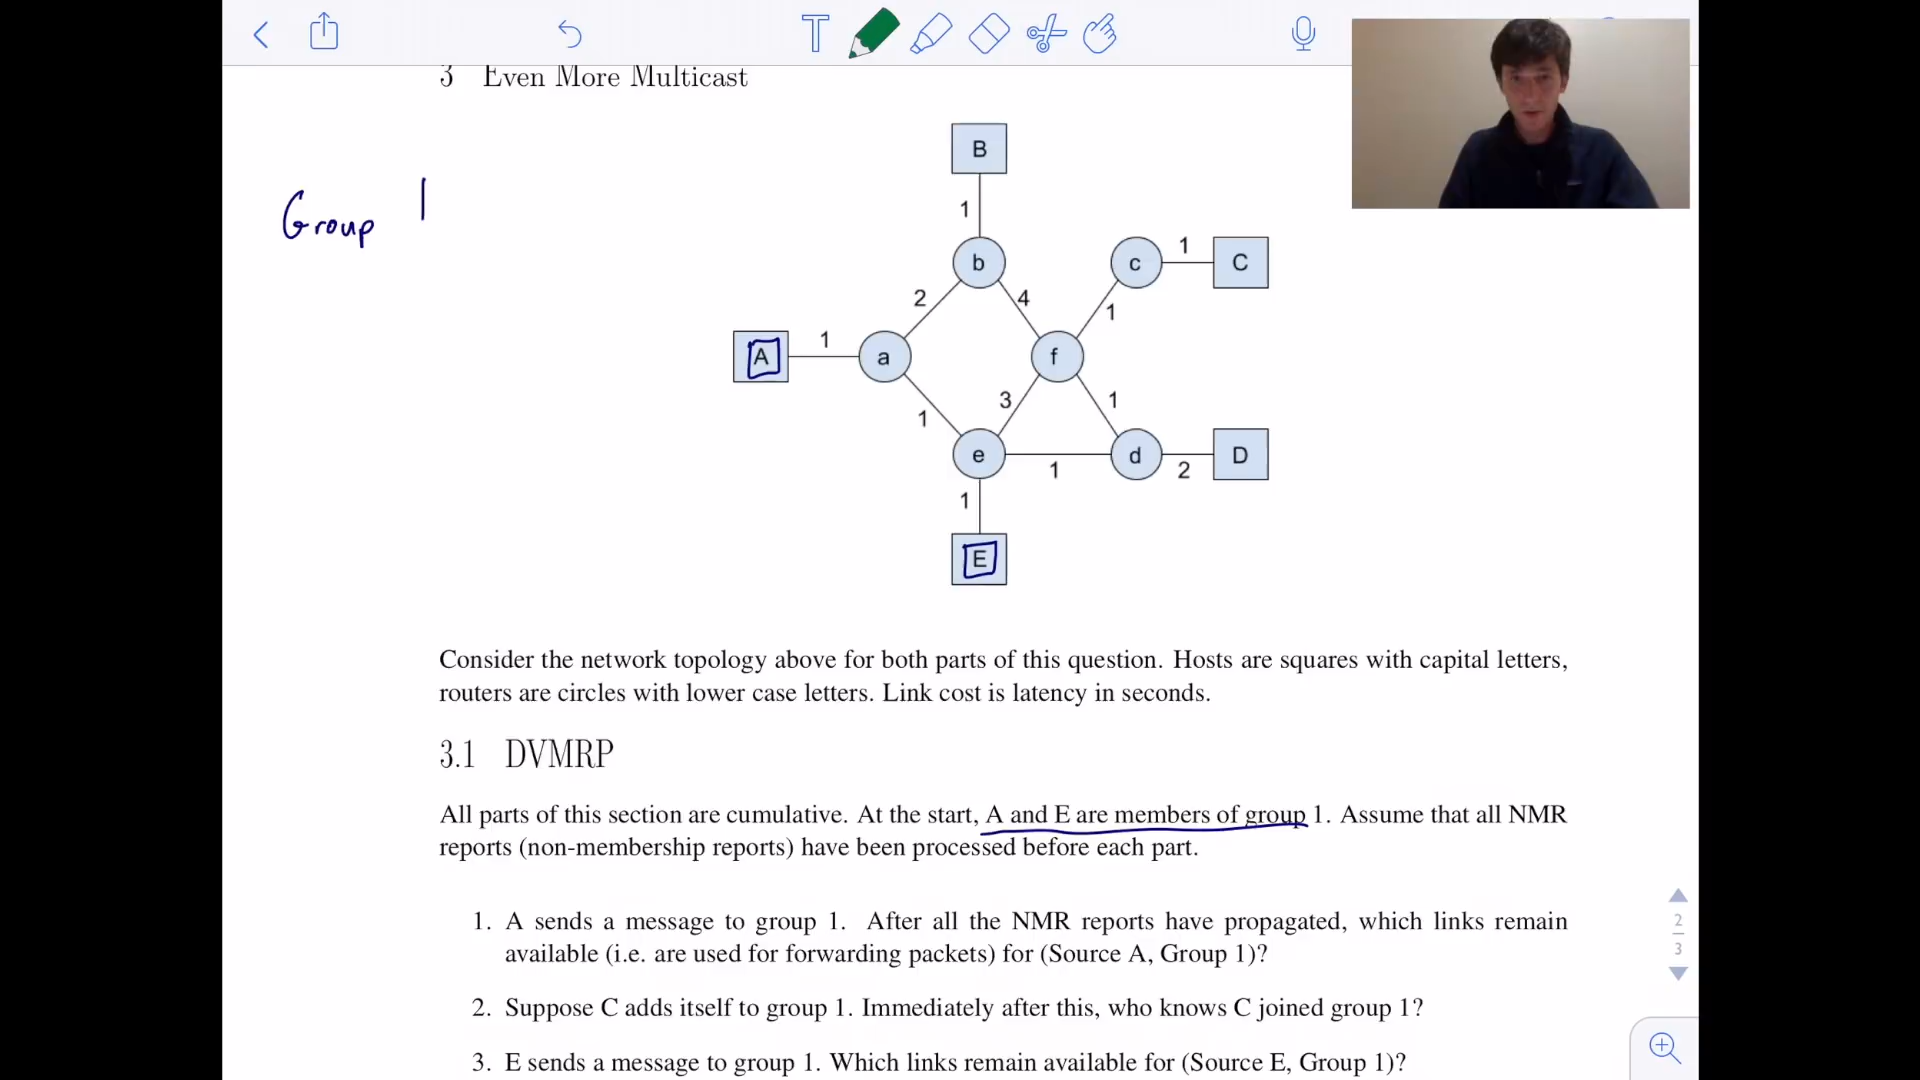 T
3 Even More Multicast
Group 1
B
1
b
c
1
C
2
4
1
A
1
a
f
1
3
1
e
1
d
2
D
1
E
Consider the network topology above for both parts of this question. Hosts are squares with capital letters,
routers are circles with lower case letters. Link cost is latency in seconds.
3.1 DVMRP
All parts of this section are cumulative. At the start, A and E are members of group 1. Assume that all NMR
reports (non-membership reports) have been processed before each part.
1. A sends a message to group 1. After all the NMR reports have propagated, which links remain
available (i.e. are used for forwarding packets) for (Source A, Group 1)?
2. Suppose C adds itself to group 1. Immediately after this, who knows C joined group 1?
3. E sends a message to group 1. Which links remain available for (Source E, Group 1)?
2
3